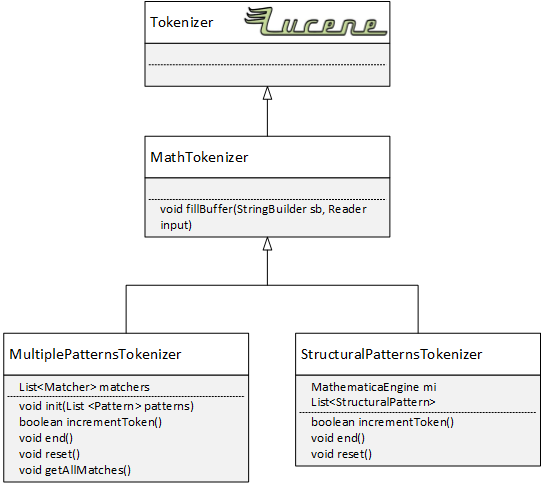 Tokenizer
Lucene
MathTokenizer
void fillBuffer(StringBuilder sb, Reader
input)
MultiplePatternsTokenizer
List<Matcher> matchers
void init(List <Pattern> patterns)
boolean incrementToken()
void end()
void reset()
void getAllMatches()
StructuralPatternsTokenizer
MathematicaEngine mi
List<StructuralPattern>
boolean incrementToken()
void end()
void reset()